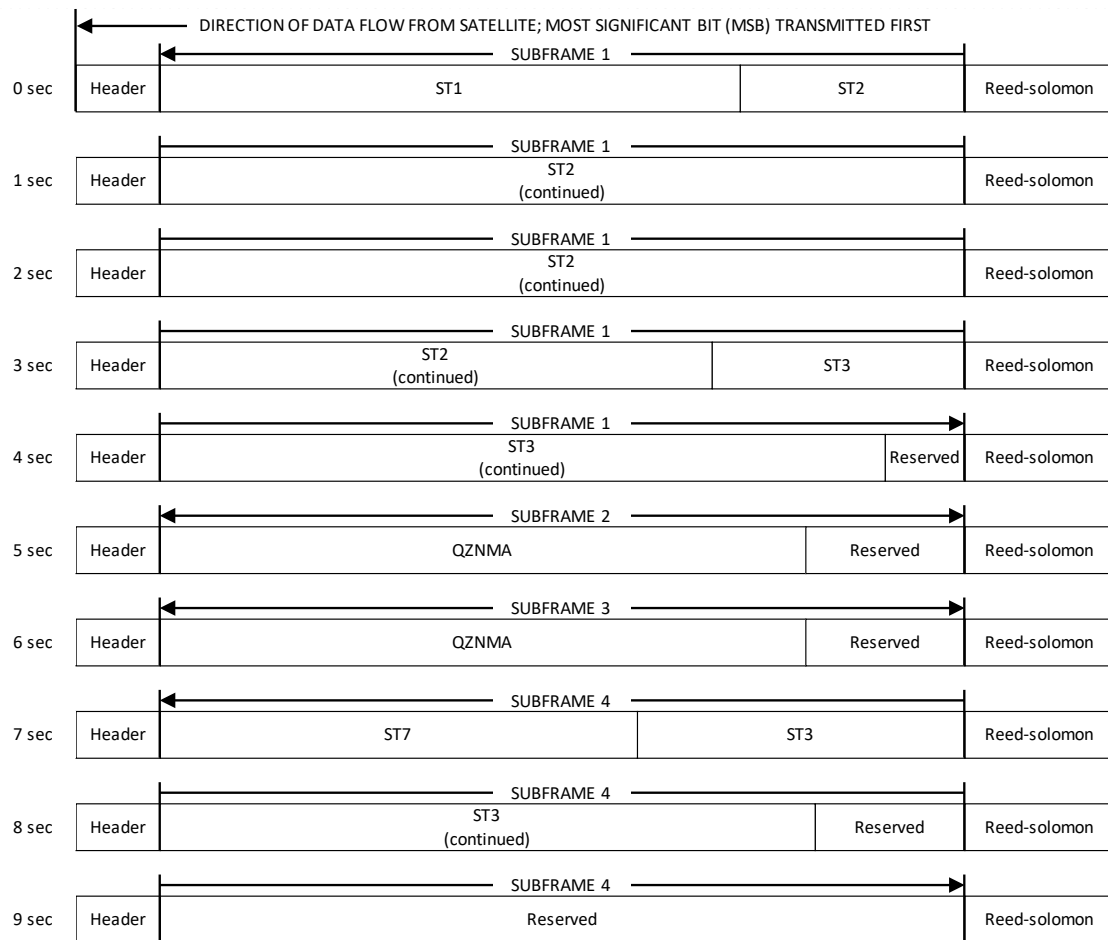 DIRECTION OF DATA FLOW FROM SATELLITE; MOST SIGNIFICANT BIT (MSB) TRANSMITTED FIRST
SUBFRAME 1
0 sec Header ST1 ST2 Reed-solomon
SUBFRAME 1
1 sec Header ST2 (continued) Reed-solomon
SUBFRAME 1
2 sec Header ST2 (continued) Reed-solomon
SUBFRAME 1
3 sec Header ST2 (continued) ST3 Reed-solomon
SUBFRAME 1
4 sec Header ST3 (continued) Reserved Reed-solomon
SUBFRAME 2
5 sec Header QZNMA Reserved Reed-solomon
SUBFRAME 3
6 sec Header QZNMA Reserved Reed-solomon
SUBFRAME 4
7 sec Header ST7 ST3 Reed-solomon
SUBFRAME 4
8 sec Header ST3 (continued) Reserved Reed-solomon
SUBFRAME 4
9 sec Header Reserved Reed-solomon